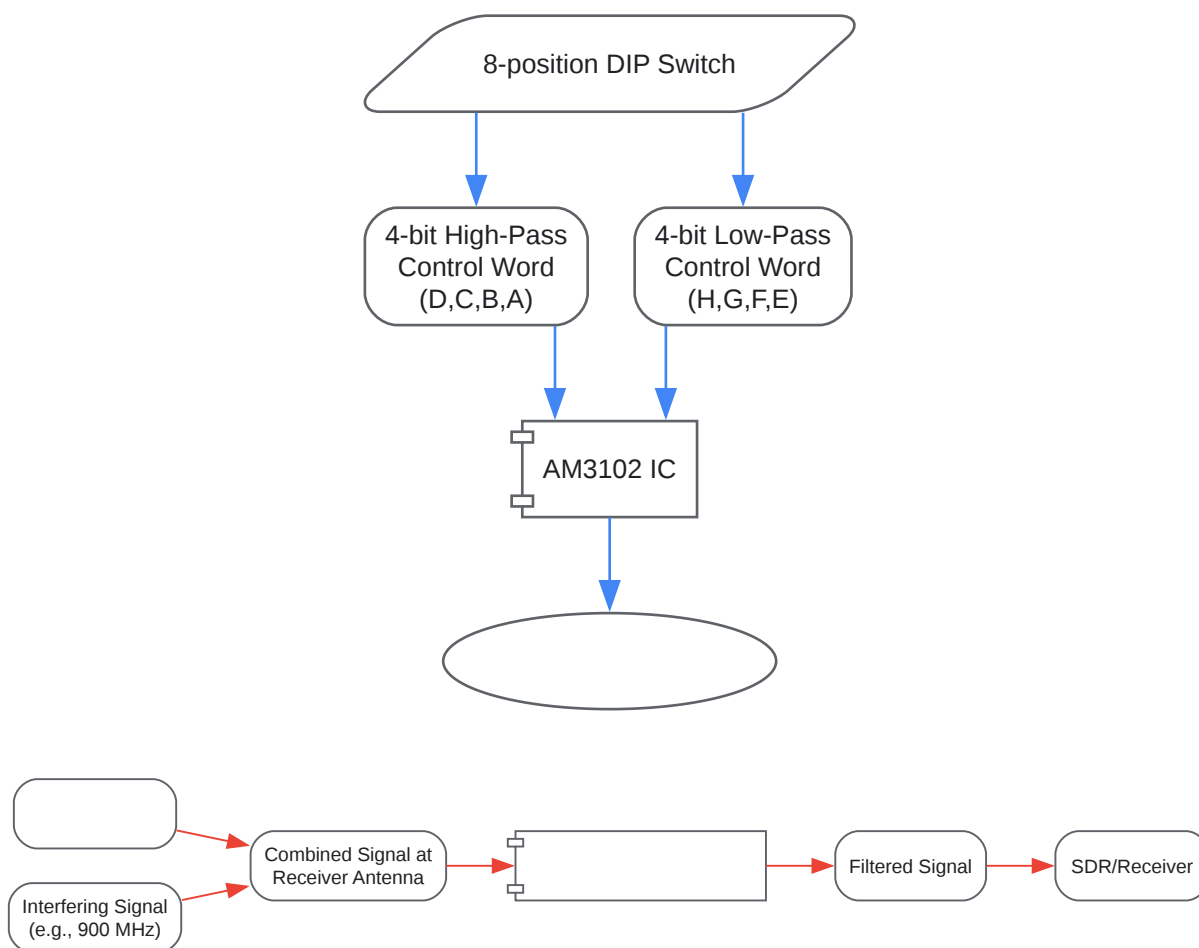 8-position DIP Switch
4-bit High-Pass
Control Word
(D,C,B,A)
4-bit Low-Pass
Control Word
(H,G,F,E)
AM3102 IC
Combined Signal at
Receiver Antenna
Filtered Signal
SDR/Receiver
Interfering Signal
(e.g., 900 MHz)